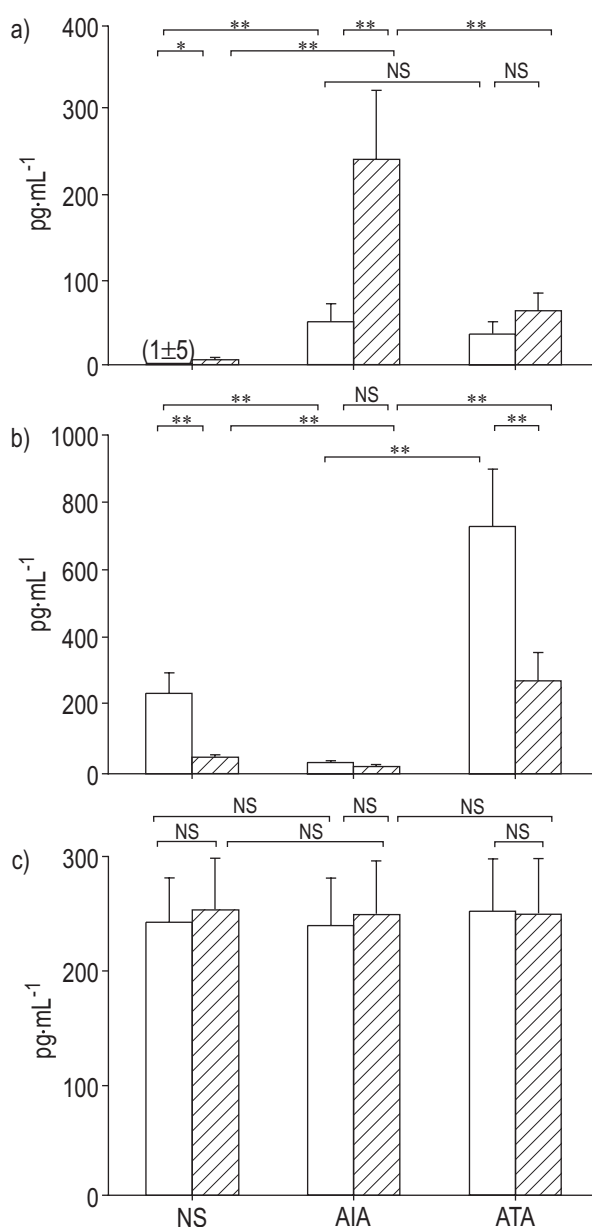 a)
400
300
200
100
0
pg·mL⁻¹
** ** **
* **
NS NS
(1±5)
b)
1000
800
600
400
200
0
pg·mL⁻¹
** NS **
** ** **
**
c)
300
200
100
0
pg·mL⁻¹
NS NS NS
NS NS NS
NS AIA ATA